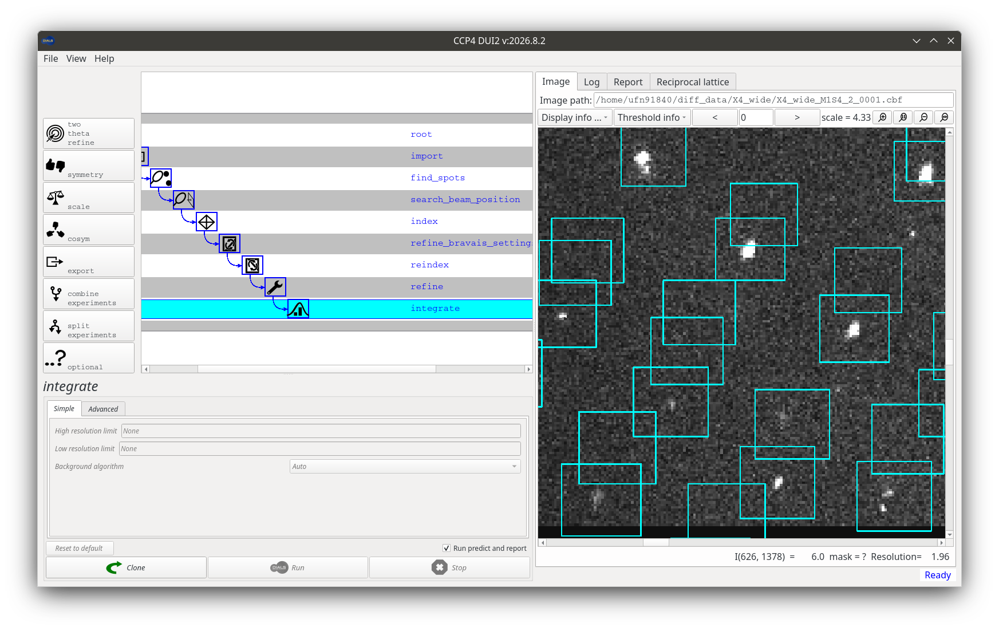 CCP4 DUI2 v:2026.8.2
File View Help
two
theta
refine
symmetry
scale
cosym
export
combine
experiments
split
experiments
optional
root
import
find_spots
search_beam_position
index
refine_bravais_setting
reindex
refine
integrate
integrate
Simple Advanced
High resolution limit None
Low resolution limit None
Background algorithm Auto
Reset to default Run predict and report
Clone DIALS Run Stop
Image Log Report Reciprocal lattice
Image path: /home/ufn91840/diff_data/X4_wide/X4_wide_M1S4_2_0001.cbf
Display info ... Threshold info < 0 > scale = 4.33
I(626, 1378) = 6.0 mask = ? Resolution= 1.96
Ready